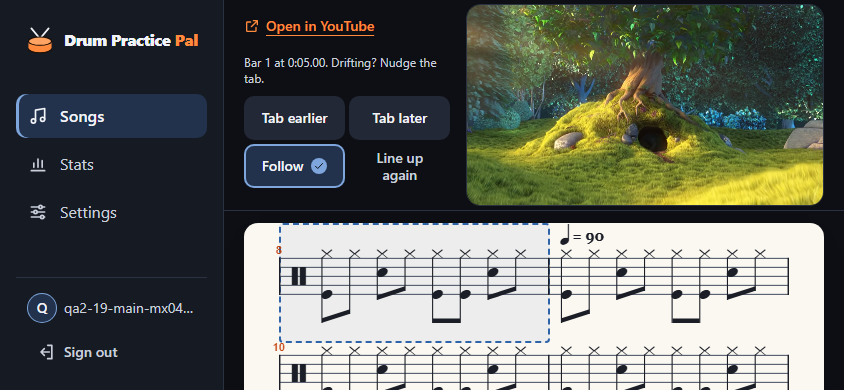 Drum Practice Pal
Songs
Stats
Settings
Q
qa2-19-main-mx04...
Sign out
Open in YouTube
Bar 1 at 0:05.00. Drifting? Nudge the
tab.
Tab earlier
Tab later
Follow
Line up
again
= 90
8
10